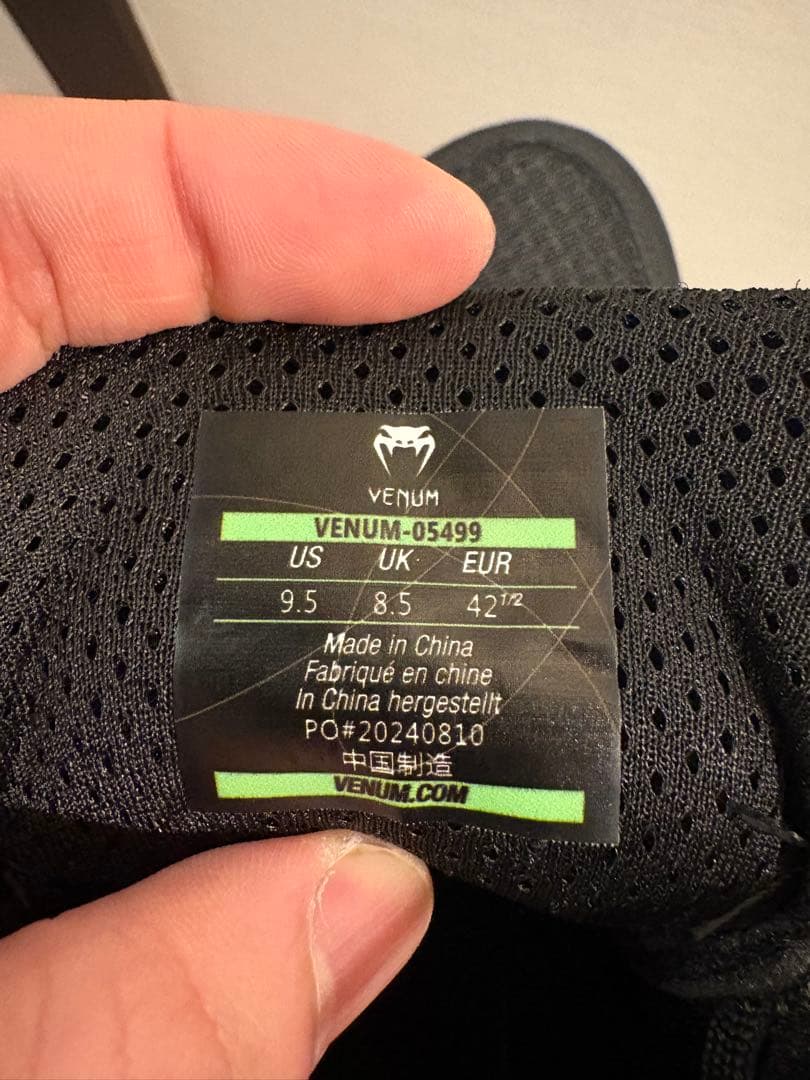 VENUM
VENUM-05499
US UK EUR
9.5 8.5 42 1/2
Made in China
Fabriqué en chine
In China hergestellt
PO#20240810
中国制造
VENUM.COM